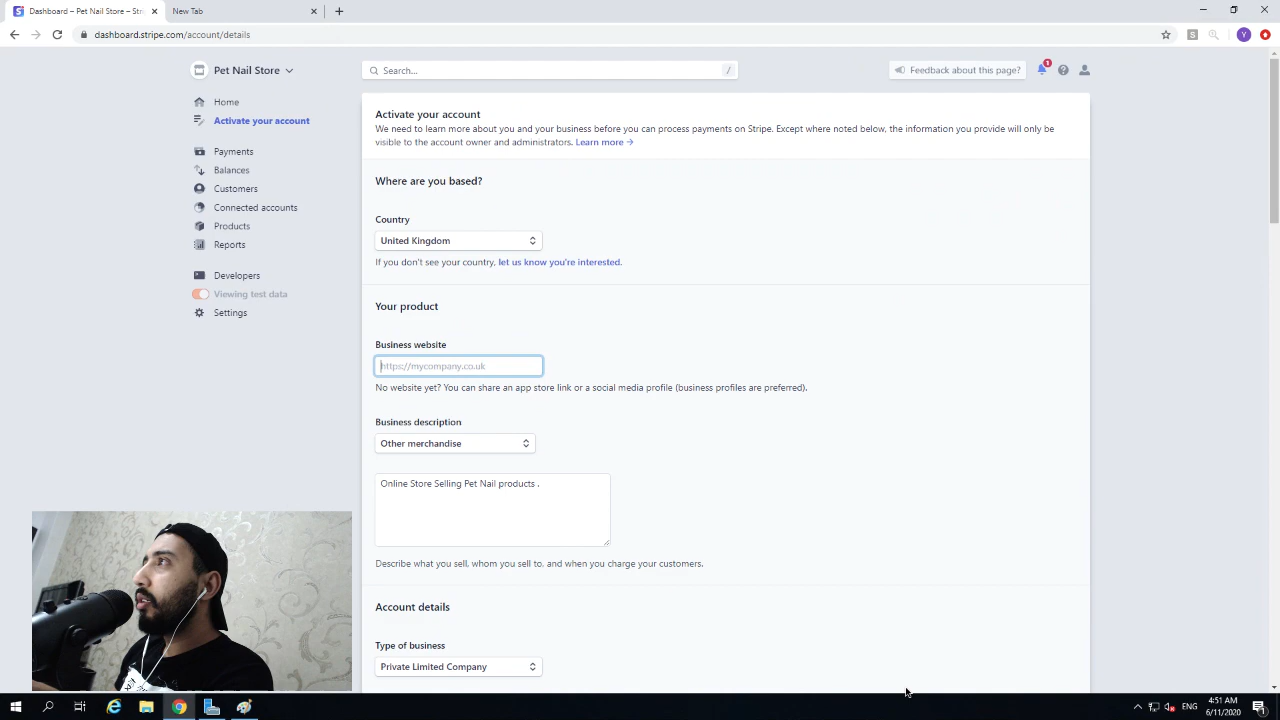 Dashboard – Pet Nail Store – Str
New Tab
dashboard.stripe.com/account/details
S
Y
Pet Nail Store
Search...
/
Feedback about this page?
1
Home
Activate your account
Payments
Balances
Customers
Connected accounts
Products
Reports
Developers
Viewing test data
Settings
Activate your account
We need to learn more about you and your business before you can process payments on Stripe. Except where noted below, the information you provide will only be
visible to the account owner and administrators. Learn more →
Where are you based?
Country
United Kingdom
If you don't see your country, let us know you're interested.
Your product
Business website
https://mycompany.co.uk
No website yet? You can share an app store link or a social media profile (business profiles are preferred).
Business description
Other merchandise
Online Store Selling Pet Nail products .
Describe what you sell, whom you sell to, and when you charge your customers.
Account details
Type of business
Private Limited Company
ENG
4:51 AM
6/11/2020
1